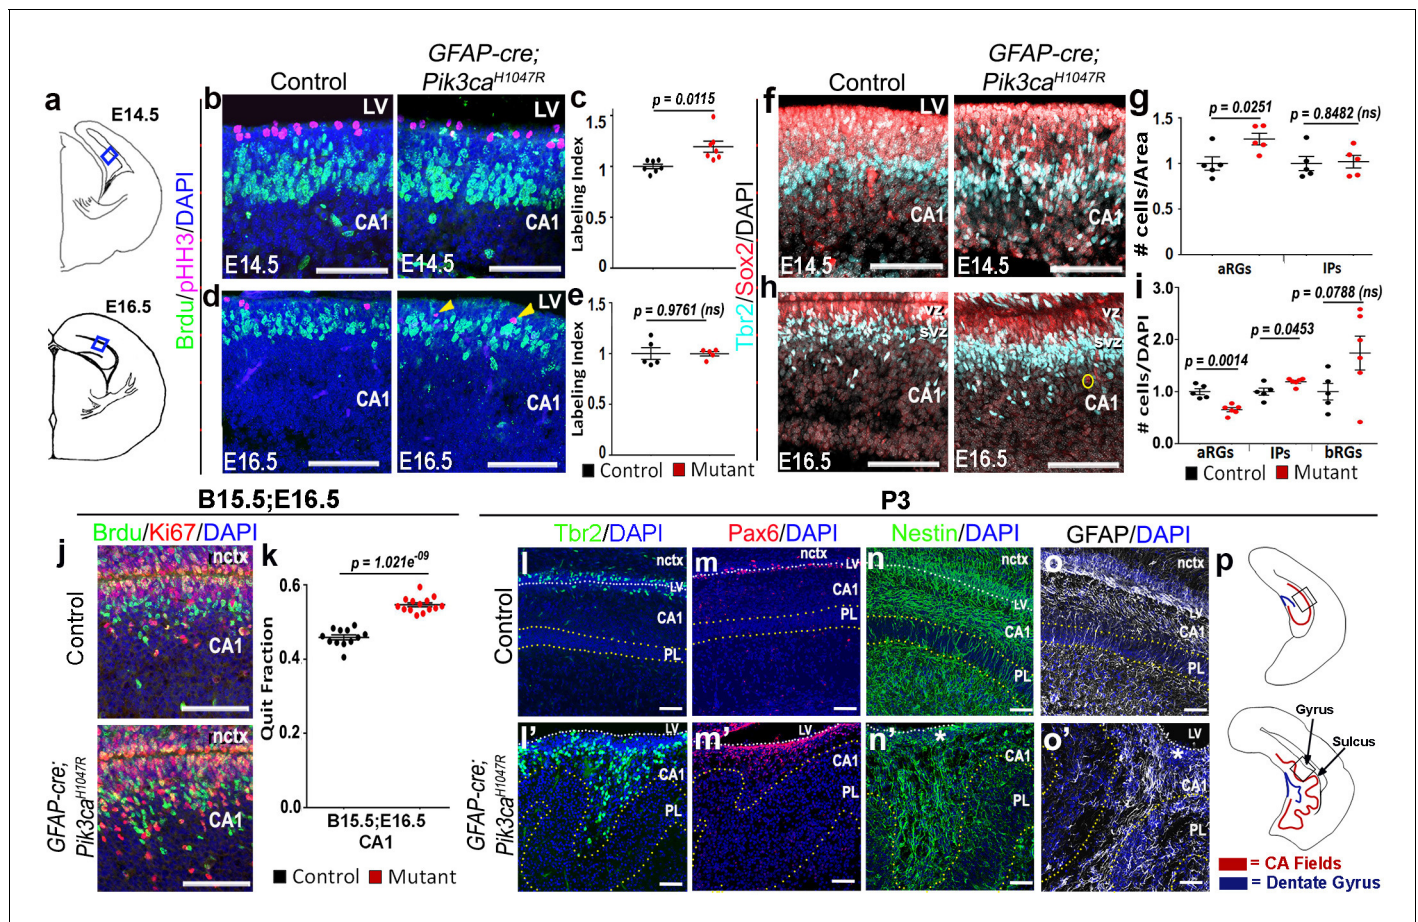 GFAP-cre;
Pik3caH1047R
Control
GFAP-cre;
Pik3caH1047R
Control
a
E14.5
E16.5
Brdu/pHH3/DAPI
b
LV
CA1
E14.5
LV
CA1
E14.5
c
p = 0.0115
1.5
1
0.5
0
Labeling Index
d
CA1
E16.5
LV
CA1
E16.5
e
p = 0.9761 (ns)
1.5
1
0.5
0
Labeling Index
Control
Mutant
Tbr2/Sox2/DAPI
f
LV
CA1
E14.5
CA1
E14.5
g
p = 0.0251
p = 0.8482 (ns)
1.5
1
0.5
0
# cells/Area
aRGs
IPs
h
vz
svz
CA1
E16.5
vz
svz
CA1
E16.5
i
p = 0.0788 (ns)
p = 0.0453
p = 0.0014
3.0
2.0
1.0
0.0
# cells/DAPI
aRGs
IPs
bRGs
Control
Mutant
B15.5;E16.5
Brdu/Ki67/DAPI
j
nctx
CA1
Control
nctx
CA1
GFAP-cre;
Pik3caH1047R
k
p = 1.021e-09
0.6
0.4
0.2
0.0
Quit Fraction
B15.5;E16.5
CA1
Control
Mutant
P3
Tbr2/DAPI
Pax6/DAPI
Nestin/DAPI
GFAP/DAPI
Control
l
nctx
LV
CA1
PL
m
nctx
LV
CA1
PL
n
nctx
LV
CA1
PL
o
nctx
LV
CA1
PL
GFAP-cre;
Pik3caH1047R
l'
LV
CA1
PL
m'
LV
CA1
PL
n'
*
LV
CA1
PL
o'
LV
*
CA1
PL
p
Gyrus
Sulcus
= CA Fields
= Dentate Gyrus